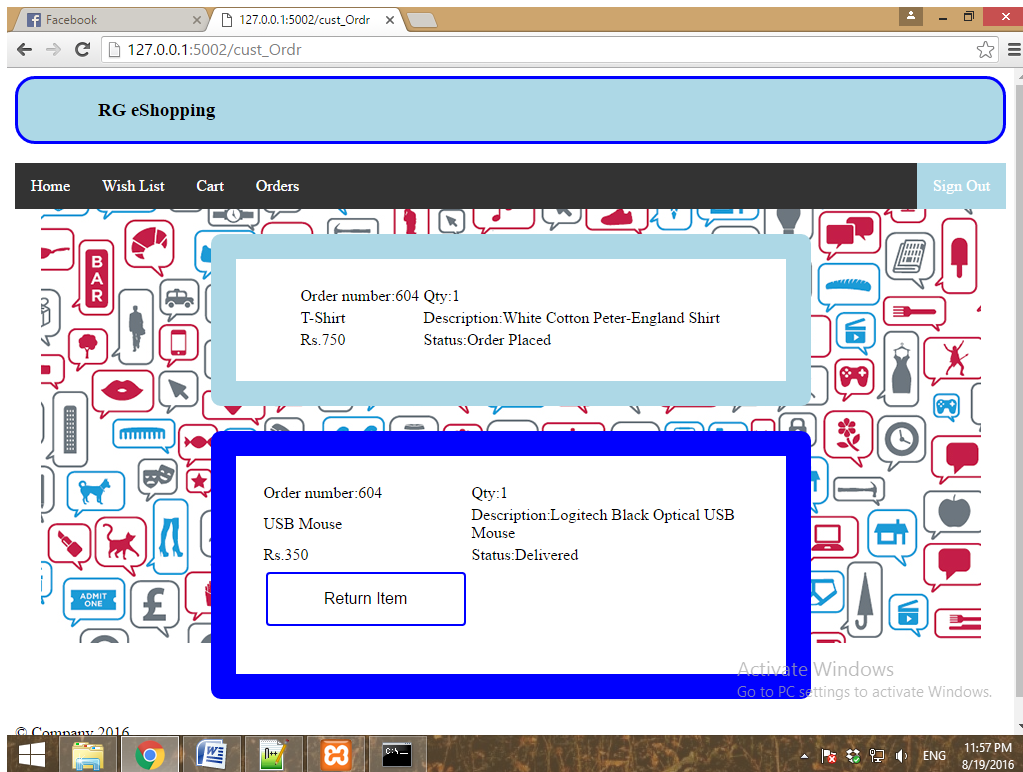 Facebook
127.0.0.1:5002/cust_Ordr
127.0.0.1:5002/cust_Ordr
RG eShopping
Home Wish List Cart Orders Sign Out
BAR
Order number:604 Qty:1
T-Shirt Description:White Cotton Peter-England Shirt
Rs.750 Status:Order Placed
Order number:604 Qty:1
USB Mouse Description:Logitech Black Optical USB
Mouse
Rs.350 Status:Delivered
Return Item
ADMIT
ONE
£
Activate Windows
Go to PC settings to activate Windows.
© Company 2016
C:\_
ENG
11:57 PM
8/19/2016